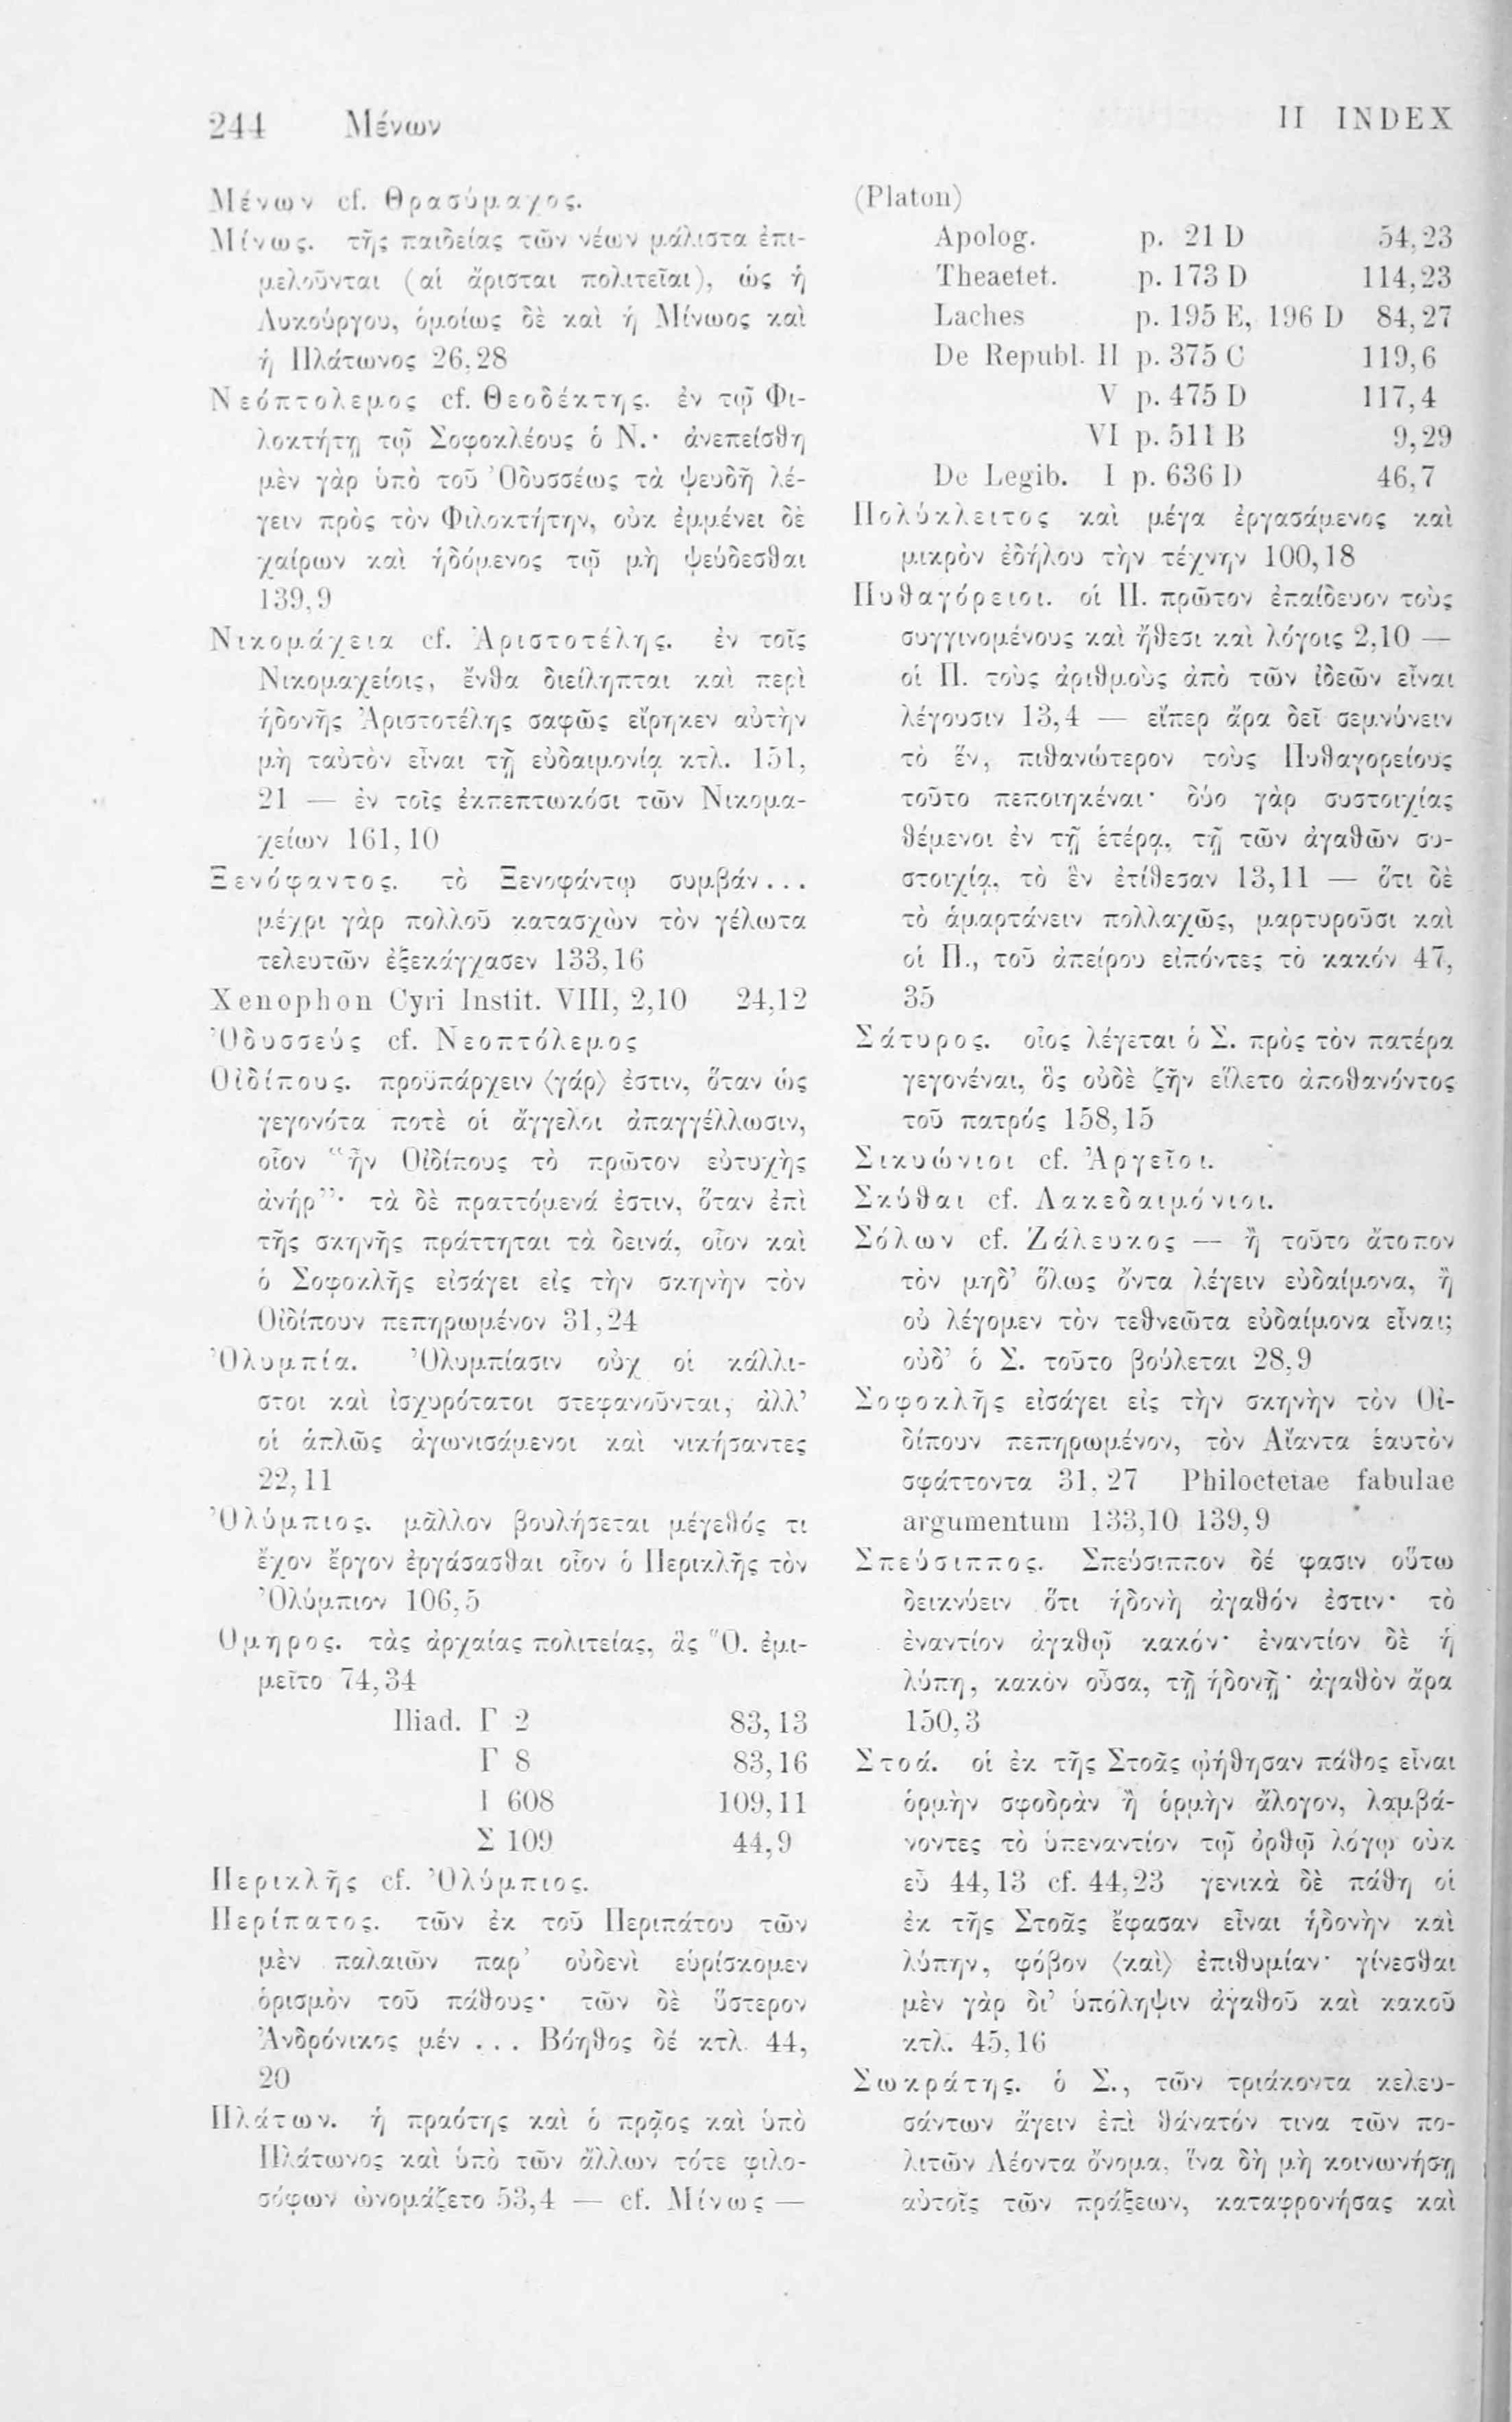 244 Μένων
II INDEX
Μένων cf. Θρασύμαχος.
Μίνως. τῆς παιδείας τῶν νέων μάλιστα ἐπι-
μελοῦνται (αἱ ἄρισται πολιτεῖαι), ὡς ἡ
Λυκούργου, ὁμοίως δὲ καὶ ἡ Μίνωος καὶ
ἡ Πλάτωνος 26,28
Νεόπτολεμος cf. Θεοδέκτης. ἐν τῷ Φι-
λοκτήτῃ τῷ Σοφοκλέους ὁ Ν.· ἀνεπείσθη
μὲν γὰρ ὑπὸ τοῦ Ὀδυσσέως τὰ ψευδῆ λέ-
γειν πρὸς τὸν Φιλοκτήτην, οὐκ ἐμμένει δὲ
χαίρων καὶ ἡδόμενος τῷ μὴ ψεύδεσθαι
139,9
Νικομάχεια cf. Ἀριστοτέλης. ἐν τοῖς
Νικομαχείοις, ἔνθα διείληπται καὶ περὶ
ἡδονῆς Ἀριστοτέλης σαφῶς εἴρηκεν αὐτὴν
μὴ ταὐτὸν εἶναι τῇ εὐδαιμονίᾳ κτλ. 151,
21 — ἐν τοῖς ἐκπεπτωκόσι τῶν Νικομα-
χείων 161,10
Ξενόφαντος. τὸ Ξενοφάντῳ συμβάν...
μέχρι γὰρ πολλοῦ κατασχὼν τὸν γέλωτα
τελευτῶν ἐξεκάγχασεν 133,16
Xenophon Cyri Instit. VIII, 2,10 24,12
Ὀδυσσεύς cf. Νεοπτόλεμος
Οἰδίπους. προϋπάρχειν ⟨γάρ⟩ ἐστιν, ὅταν ὡς
γεγονότα ποτὲ οἱ ἄγγελοι ἀπαγγέλλωσιν,
οἷον “ἦν Οἰδίπους τὸ πρῶτον εὐτυχὴς
ἀνήρ”· τὰ δὲ πραττόμενά ἐστιν, ὅταν ἐπὶ
τῆς σκηνῆς πράττηται τὰ δεινά, οἷον καὶ
ὁ Σοφοκλῆς εἰσάγει εἰς τὴν σκηνὴν τὸν
Οἰδίπουν πεπηρωμένον 31,24
Ὀλυμπία. Ὀλυμπίασιν οὐχ οἱ κάλλι-
στοι καὶ ἰσχυρότατοι στεφανοῦνται, ἀλλ’
οἱ ἁπλῶς ἀγωνισάμενοι καὶ νικήσαντες
22,11
Ὀλύμπιος. μᾶλλον βουλήσεται μέγεθός τι
ἔχον ἔργον ἐργάσασθαι οἷον ὁ Περικλῆς τὸν
Ὀλύμπιον 106,5
Ὅμηρος. τὰς ἀρχαίας πολιτείας, ἃς Ὅ. ἐμι-
μεῖτο 74,34
Iliad. Γ 2 83,13
Γ 8 83,16
Ι 608 109,11
Σ 109 44,9
Περικλῆς cf. Ὀλύμπιος.
Περίπατος. τῶν ἐκ τοῦ Περιπάτου τῶν
μὲν παλαιῶν παρ’ οὐδενὶ εὑρίσκομεν
ὁρισμὸν τοῦ πάθους· τῶν δὲ ὕστερον
Ἀνδρόνικος μέν ... Βόηθος δέ κτλ. 44,
20
Πλάτων. ἡ πραότης καὶ ὁ πρᾷος καὶ ὑπὸ
Πλάτωνος καὶ ὑπὸ τῶν ἄλλων τότε φιλο-
σόφων ὠνομάζετο 53,4 — cf. Μίνως —
(Platon)
Apolog. p. 21 D 54,23
Theaetet. p. 173 D 114,23
Laches p. 195 E, 196 D 84,27
De Republ. II p. 375 C 119,6
V p. 475 D 117,4
VI p. 511 B 9,29
De Legib. I p. 636 D 46,7
Πολύκλειτος καὶ μέγα ἐργασάμενος καὶ
μικρὸν ἐδήλου τὴν τέχνην 100,18
Πυθαγόρειοι. οἱ Π. πρῶτον ἐπαίδευον τοὺς
συγγινομένους καὶ ἤθεσι καὶ λόγοις 2,10 —
οἱ Π. τοὺς ἀριθμοὺς ἀπὸ τῶν ἰδεῶν εἶναι
λέγουσιν 13,4 — εἴπερ ἄρα δεῖ σεμνύνειν
τὸ ἕν, πιθανώτερον τοὺς Πυθαγορείους
τοῦτο πεποιηκέναι· δύο γὰρ συστοιχίας
θέμενοι ἐν τῇ ἑτέρᾳ, τῇ τῶν ἀγαθῶν συ-
στοιχίᾳ, τὸ ἓν ἐτίθεσαν 13,11 — ὅτι δὲ
τὸ ἁμαρτάνειν πολλαχῶς, μαρτυροῦσι καὶ
οἱ Π., τοῦ ἀπείρου εἰπόντες τὸ κακόν 47,
35
Σάτυρος. οἷος λέγεται ὁ Σ. πρὸς τὸν πατέρα
γεγονέναι, ὃς οὐδὲ ζῆν εἵλετο ἀποθανόντος
τοῦ πατρός 158,15
Σικυώνιοι cf. Ἀργεῖοι.
Σκύθαι cf. Λακεδαιμόνιοι.
Σόλων cf. Ζάλευκος — ἢ τοῦτο ἄτοπον
τὸν μηδ’ ὅλως ὄντα λέγειν εὐδαίμονα, ἢ
οὐ λέγομεν τὸν τεθνεῶτα εὐδαίμονα εἶναι;
οὐδ’ ὁ Σ. τοῦτο βούλεται 28,9
Σοφοκλῆς εἰσάγει εἰς τὴν σκηνὴν τὸν Οἰ-
δίπουν πεπηρωμένον, τὸν Αἴαντα ἑαυτὸν
σφάττοντα 31,27 Philoctetae fabulae
argumentum 133,10 139,9
Σπεύσιππος. Σπεύσιππον δέ φασιν οὕτω
δεικνύειν ὅτι ἡδονὴ ἀγαθόν ἐστιν· τὸ
ἐναντίον ἀγαθῷ κακόν· ἐναντίον δὲ ἡ
λύπη, κακὸν οὖσα, τῇ ἡδονῇ· ἀγαθὸν ἄρα
150,3
Στοά. οἱ ἐκ τῆς Στοᾶς ᾠήθησαν πάθος εἶναι
ὁρμὴν σφοδρὰν ἢ ὁρμὴν ἄλογον, λαμβά-
νοντες τὸ ὑπεναντίον τῷ ὀρθῷ λόγῳ οὐκ
εὖ 44,13 cf. 44,23 γενικὰ δὲ πάθη οἱ
ἐκ τῆς Στοᾶς ἔφασαν εἶναι ἡδονὴν καὶ
λύπην, φόβον ⟨καὶ⟩ ἐπιθυμίαν· γίνεσθαι
μὲν γὰρ δι’ ὑπόληψιν ἀγαθοῦ καὶ κακοῦ
κτλ. 45,16
Σωκράτης. ὁ Σ., τῶν τριάκοντα κελευ-
σάντων ἄγειν ἐπὶ θάνατόν τινα τῶν πο-
λιτῶν Λέοντα ὄνομα, ἵνα δὴ μὴ κοινωνήσῃ
αὐτοῖς τῶν πράξεων, καταφρονήσας καὶ